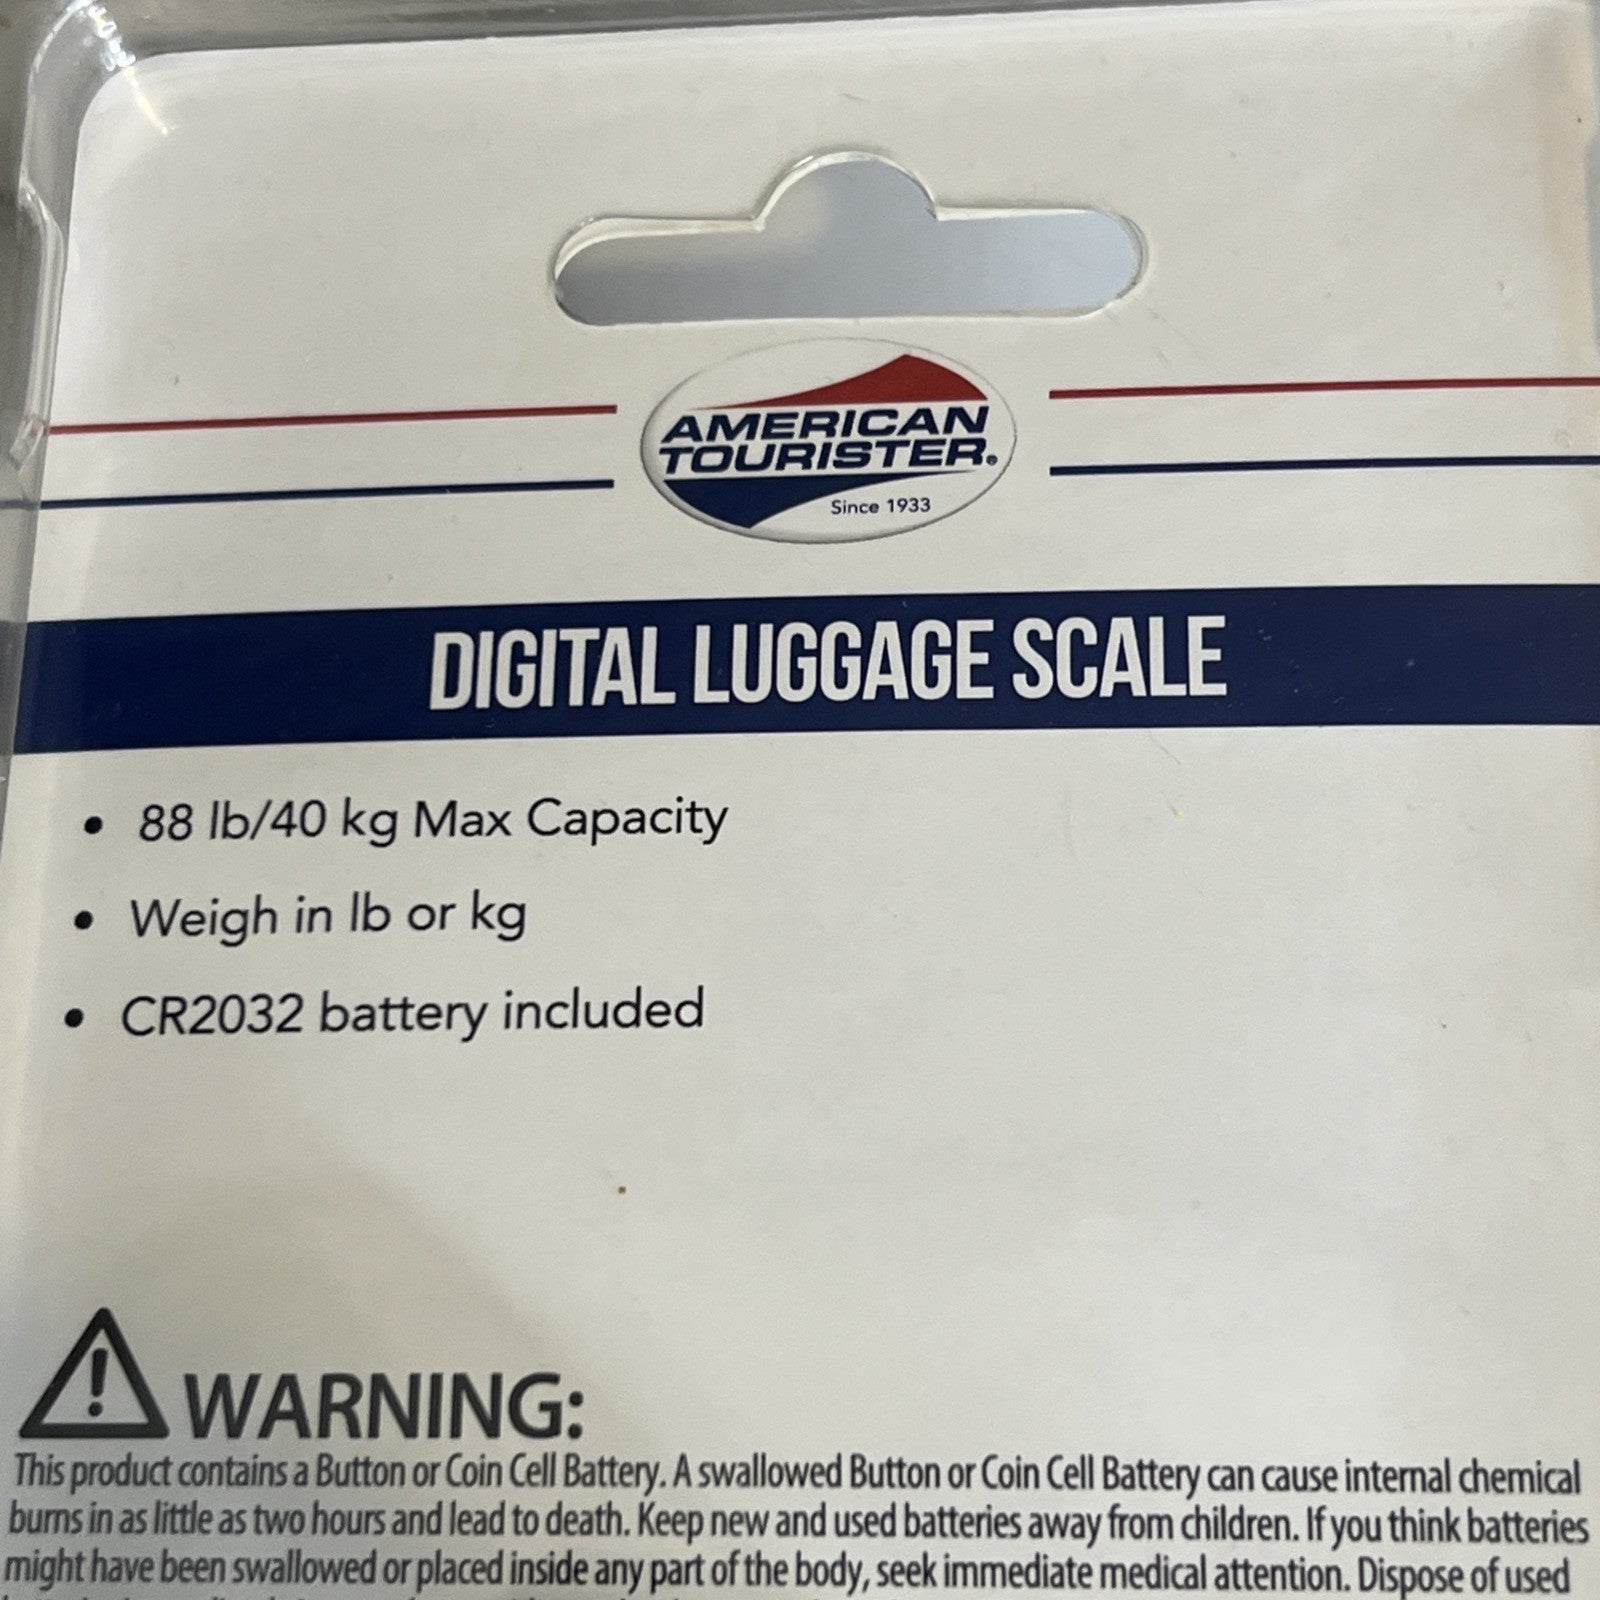 AMERICAN
TOURISTER®
Since 1933
DIGITAL LUGGAGE SCALE
• 88 lb/40 kg Max Capacity
• Weigh in lb or kg
• CR2032 battery included
WARNING:
This product contains a Button or Coin Cell Battery. A swallowed Button or Coin Cell Battery can cause internal chemical
burns in as little as two hours and lead to death. Keep new and used batteries away from children. If you think batteries
might have been swallowed or placed inside any part of the body, seek immediate medical attention. Dispose of used